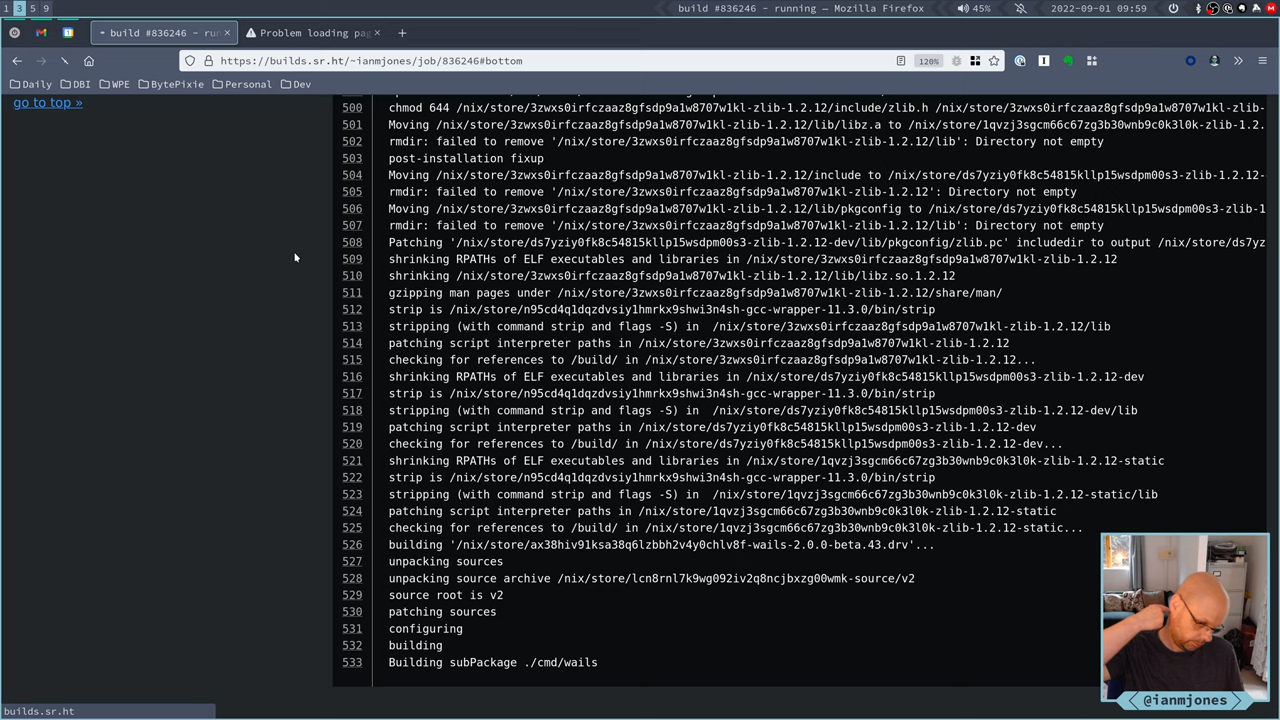 1 3 5 9
build #836246 - running — Mozilla Firefox
45%
2022-09-01 09:59
build #836246 - run
Problem loading pag
https://builds.sr.ht/~ianmjones/job/836246#bottom
120%
Daily
DBI
WPE
BytePixie
Personal
Dev
go to top »
500 chmod 644 /nix/store/3zwxs0irfczaaz8gfsdp9a1w8707w1kl-zlib-1.2.12/include/zlib.h /nix/store/3zwxs0irfczaaz8gfsdp9a1w8707w1kl-zlib-
501 Moving /nix/store/3zwxs0irfczaaz8gfsdp9a1w8707w1kl-zlib-1.2.12/lib/libz.a to /nix/store/1qvzj3sgcm66c67zg3b30wnb9c0k3l0k-zlib-1.2.
502 rmdir: failed to remove '/nix/store/3zwxs0irfczaaz8gfsdp9a1w8707w1kl-zlib-1.2.12/lib': Directory not empty
503 post-installation fixup
504 Moving /nix/store/3zwxs0irfczaaz8gfsdp9a1w8707w1kl-zlib-1.2.12/include to /nix/store/ds7yziy0fk8c54815kllp15wsdpm00s3-zlib-1.2.12-
505 rmdir: failed to remove '/nix/store/3zwxs0irfczaaz8gfsdp9a1w8707w1kl-zlib-1.2.12': Directory not empty
506 Moving /nix/store/3zwxs0irfczaaz8gfsdp9a1w8707w1kl-zlib-1.2.12/lib/pkgconfig to /nix/store/ds7yziy0fk8c54815kllp15wsdpm00s3-zlib-1
507 rmdir: failed to remove '/nix/store/3zwxs0irfczaaz8gfsdp9a1w8707w1kl-zlib-1.2.12/lib': Directory not empty
508 Patching '/nix/store/ds7yziy0fk8c54815kllp15wsdpm00s3-zlib-1.2.12-dev/lib/pkgconfig/zlib.pc' includedir to output /nix/store/ds7yz
509 shrinking RPATHs of ELF executables and libraries in /nix/store/3zwxs0irfczaaz8gfsdp9a1w8707w1kl-zlib-1.2.12
510 shrinking /nix/store/3zwxs0irfczaaz8gfsdp9a1w8707w1kl-zlib-1.2.12/lib/libz.so.1.2.12
511 gzipping man pages under /nix/store/3zwxs0irfczaaz8gfsdp9a1w8707w1kl-zlib-1.2.12/share/man/
512 strip is /nix/store/n95cd4q1dqzdvsiy1hmrkx9shwi3n4sh-gcc-wrapper-11.3.0/bin/strip
513 stripping (with command strip and flags -S) in  /nix/store/3zwxs0irfczaaz8gfsdp9a1w8707w1kl-zlib-1.2.12/lib
514 patching script interpreter paths in /nix/store/3zwxs0irfczaaz8gfsdp9a1w8707w1kl-zlib-1.2.12
515 checking for references to /build/ in /nix/store/3zwxs0irfczaaz8gfsdp9a1w8707w1kl-zlib-1.2.12...
516 shrinking RPATHs of ELF executables and libraries in /nix/store/ds7yziy0fk8c54815kllp15wsdpm00s3-zlib-1.2.12-dev
517 strip is /nix/store/n95cd4q1dqzdvsiy1hmrkx9shwi3n4sh-gcc-wrapper-11.3.0/bin/strip
518 stripping (with command strip and flags -S) in  /nix/store/ds7yziy0fk8c54815kllp15wsdpm00s3-zlib-1.2.12-dev/lib
519 patching script interpreter paths in /nix/store/ds7yziy0fk8c54815kllp15wsdpm00s3-zlib-1.2.12-dev
520 checking for references to /build/ in /nix/store/ds7yziy0fk8c54815kllp15wsdpm00s3-zlib-1.2.12-dev...
521 shrinking RPATHs of ELF executables and libraries in /nix/store/1qvzj3sgcm66c67zg3b30wnb9c0k3l0k-zlib-1.2.12-static
522 strip is /nix/store/n95cd4q1dqzdvsiy1hmrkx9shwi3n4sh-gcc-wrapper-11.3.0/bin/strip
523 stripping (with command strip and flags -S) in  /nix/store/1qvzj3sgcm66c67zg3b30wnb9c0k3l0k-zlib-1.2.12-static/lib
524 patching script interpreter paths in /nix/store/1qvzj3sgcm66c67zg3b30wnb9c0k3l0k-zlib-1.2.12-static
525 checking for references to /build/ in /nix/store/1qvzj3sgcm66c67zg3b30wnb9c0k3l0k-zlib-1.2.12-static...
526 building '/nix/store/ax38hiv91ksa38q6lzbbh2v4y0chlv8f-wails-2.0.0-beta.43.drv'...
527 unpacking sources
528 unpacking source archive /nix/store/lcn8rnl7k9wg092iv2q8ncjbxzg00wmk-source/v2
529 source root is v2
530 patching sources
531 configuring
532 building
533 Building subPackage ./cmd/wails
@ianmjones
builds.sr.ht